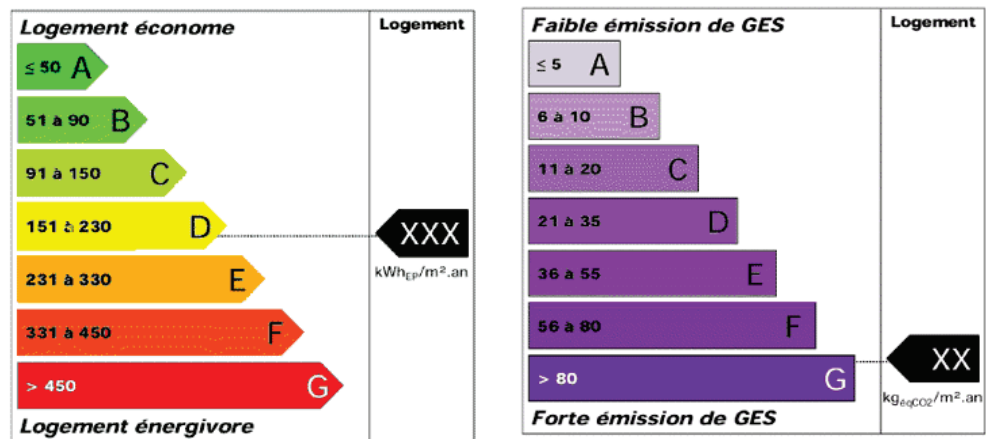 Logement économe
Logement
≤ 50 A
51 à 90 B
91 à 150 C
151 à 230 D
XXX
kWhEP/m².an
231 à 330 E
331 à 450 F
> 450 G
Logement énergivore
Faible émission de GES
Logement
≤ 5 A
6 à 10 B
11 à 20 C
21 à 35 D
36 à 55 E
56 à 80 F
> 80 G
XX
kgéqCO2/m².an
Forte émission de GES